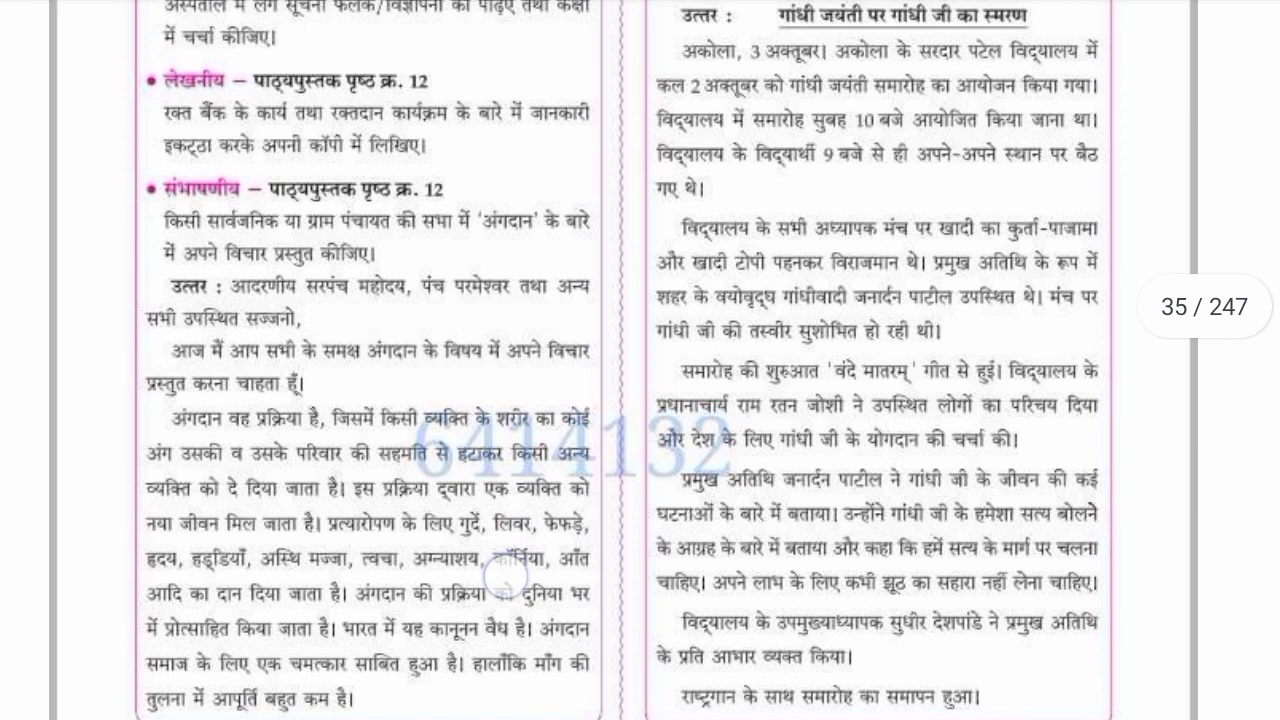 अस्पताल में लगे सूचना फलक/विज्ञापनों को पढ़िए तथा कक्षा
में चर्चा कीजिए।
• लेखनीय – पाठ्यपुस्तक पृष्ठ क्र. 12
रक्त बैंक के कार्य तथा रक्तदान कार्यक्रम के बारे में जानकारी
इकट्ठा करके अपनी कॉपी में लिखिए।
• संभाषणीय – पाठ्यपुस्तक पृष्ठ क्र. 12
किसी सार्वजनिक या ग्राम पंचायत की सभा में ‘अंगदान’ के बारे
में अपने विचार प्रस्तुत कीजिए।
उत्तर : आदरणीय सरपंच महोदय, पंच परमेश्वर तथा अन्य
सभी उपस्थित सज्जनो,
आज मैं आप सभी के समक्ष अंगदान के विषय में अपने विचार
प्रस्तुत करना चाहता हूँ।
अंगदान वह प्रक्रिया है, जिसमें किसी व्यक्ति के शरीर का कोई
अंग उसकी व उसके परिवार की सहमति से हटाकर किसी अन्य
व्यक्ति को दे दिया जाता है। इस प्रक्रिया द्वारा एक व्यक्ति को
नया जीवन मिल जाता है। प्रत्यारोपण के लिए गुर्दे, लिवर, फेफड़े,
हृदय, हड्डियाँ, अस्थि मज्जा, त्वचा, अग्न्याशय, कॉर्निया, आँत
आदि का दान दिया जाता है। अंगदान की प्रक्रिया को दुनिया भर
में प्रोत्साहित किया जाता है। भारत में यह कानूनन वैध है। अंगदान
समाज के लिए एक चमत्कार साबित हुआ है। हालाँकि माँग की
तुलना में आपूर्ति बहुत कम है।
उत्तर : गांधी जयंती पर गांधी जी का स्मरण
अकोला, 3 अक्तूबर। अकोला के सरदार पटेल विद्यालय में
कल 2 अक्तूबर को गांधी जयंती समारोह का आयोजन किया गया।
विद्यालय में समारोह सुबह 10 बजे आयोजित किया जाना था।
विद्यालय के विद्यार्थी 9 बजे से ही अपने-अपने स्थान पर बैठ
गए थे।
विद्यालय के सभी अध्यापक मंच पर खादी का कुर्ता-पाजामा
और खादी टोपी पहनकर विराजमान थे। प्रमुख अतिथि के रूप में
शहर के वयोवृद्ध गांधीवादी जनार्दन पाटील उपस्थित थे। मंच पर
गांधी जी की तस्वीर सुशोभित हो रही थी।
समारोह की शुरुआत ‘वंदे मातरम्’ गीत से हुई। विद्यालय के
प्रधानाचार्य राम रतन जोशी ने उपस्थित लोगों का परिचय दिया
और देश के लिए गांधी जी के योगदान की चर्चा की।
प्रमुख अतिथि जनार्दन पाटील ने गांधी जी के जीवन की कई
घटनाओं के बारे में बताया। उन्होंने गांधी जी के हमेशा सत्य बोलने
के आग्रह के बारे में बताया और कहा कि हमें सत्य के मार्ग पर चलना
चाहिए। अपने लाभ के लिए कभी झूठ का सहारा नहीं लेना चाहिए।
विद्यालय के उपमुख्याध्यापक सुधीर देशपांडे ने प्रमुख अतिथि
के प्रति आभार व्यक्त किया।
राष्ट्रगान के साथ समारोह का समापन हुआ।
6414132
35 / 247